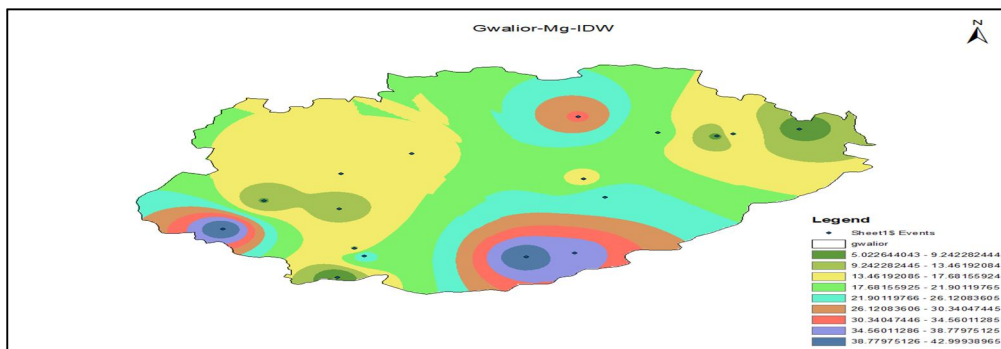 Gwalior-Mg-IDW
N
Legend
Sheet1$ Events
gwalior
5.022644043 - 9.242282444
9.242282445 - 13.46192084
13.46192085 - 17.68155924
17.68155925 - 21.90119765
21.90119766 - 26.12083605
26.12083606 - 30.34047445
30.34047446 - 34.56011285
34.56011286 - 38.77975125
38.77975126 - 42.99938965